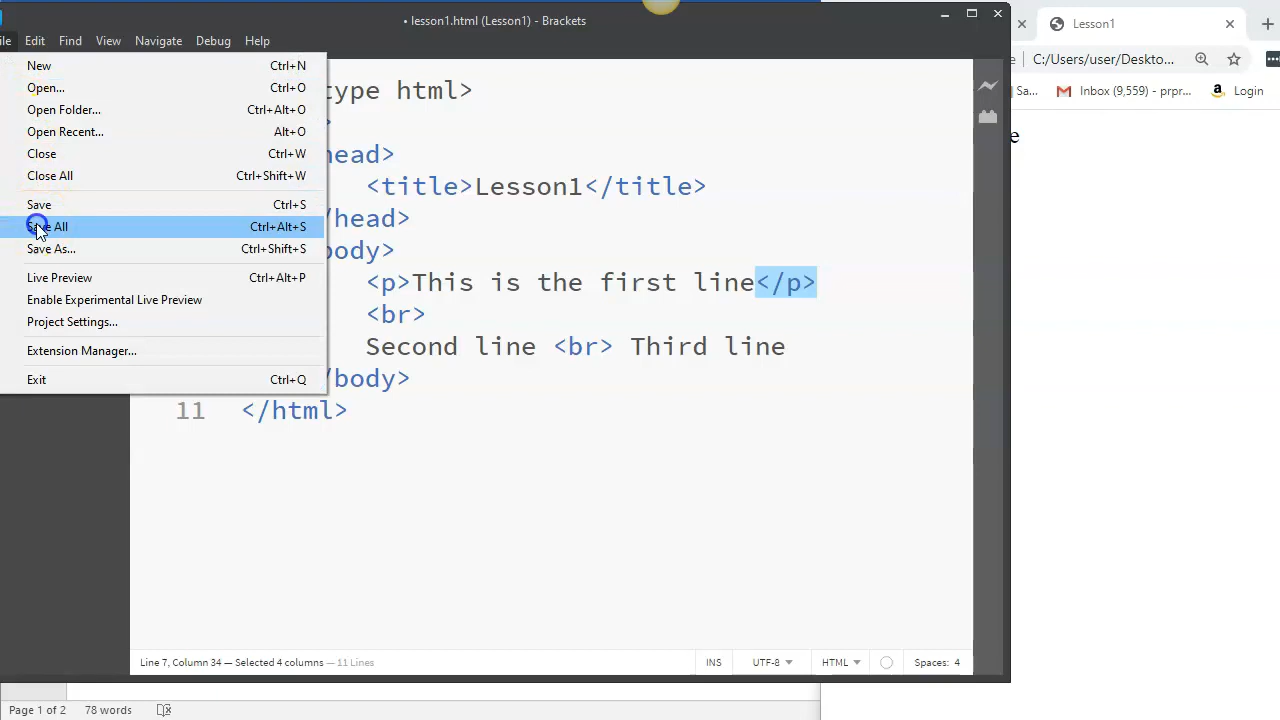 • lesson1.html (Lesson1) - Brackets
Lesson1
ile Edit Find View Navigate Debug Help
C:/Users/user/Deskto...
Sa... Inbox (9,559) - prpr... Login
New Ctrl+N
Open... Ctrl+O
Open Folder... Ctrl+Alt+O
Open Recent... Alt+O
Close Ctrl+W
Close All Ctrl+Shift+W
Save Ctrl+S
Save All Ctrl+Alt+S
Save As... Ctrl+Shift+S
Live Preview Ctrl+Alt+P
Enable Experimental Live Preview
Project Settings...
Extension Manager...
Exit Ctrl+Q
type html>
>
head>
<title>Lesson1</title>
/head>
body>
<p>This is the first line</p>
<br>
Second line <br> Third line
/body>
11 </html>
e
Line 7, Column 34 — Selected 4 columns — 11 Lines
INS UTF-8 HTML Spaces: 4
Page 1 of 2 78 words